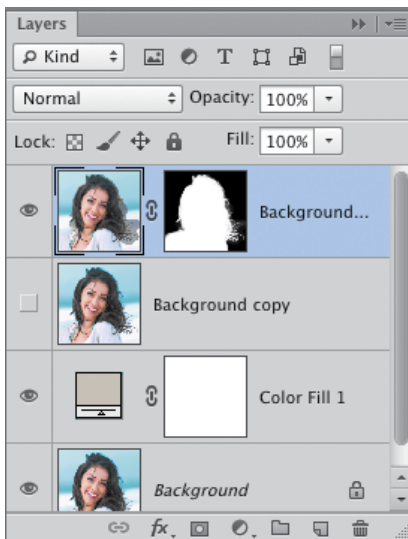 Layers
Kind
Normal Opacity: 100%
Lock: Fill: 100%
Background...
Background copy
Color Fill 1
Background
fx